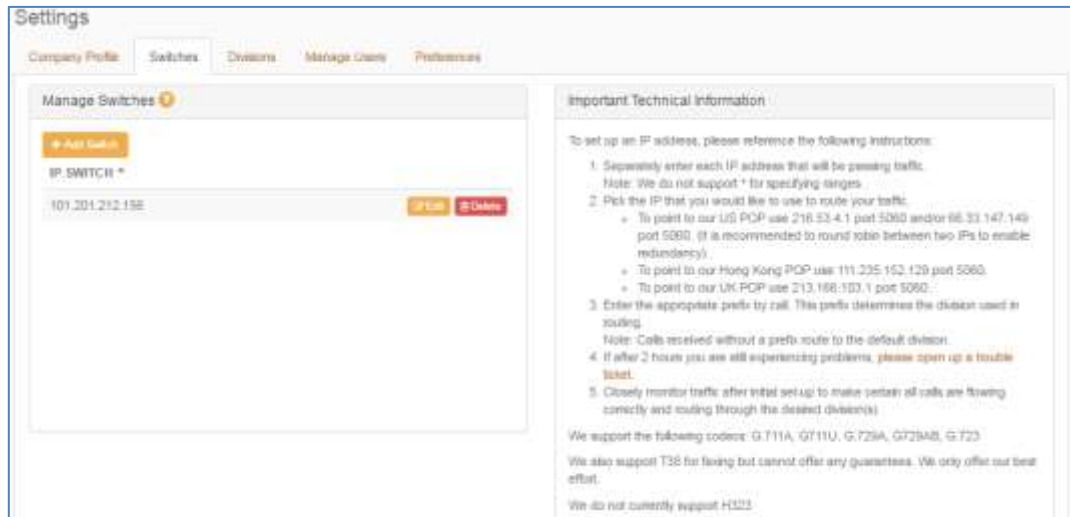 Settings
Company Profile Switches Divisions Manage Users Preferences
Manage Switches ?
+ Add Switch
IP SWITCH *
101.201.212.156
Edit Delete
Important Technical Information
To set up an IP address, please reference the following instructions:
1. Separately enter each IP address that will be passing traffic.
Note: We do not support * for specifying ranges
2. Pick the IP that you would like to use to route your traffic.
To point to our US POP use 216.53.4.1 port 5060 and/or 66.33.147.149
port 5060. (It is recommended to round robin between two IPs to enable
redundancy).
To point to our Hong Kong POP use 111.235.152.129 port 5060.
To point to our UK POP use 213.166.103.1 port 5060.
3. Enter the appropriate prefix by call. This prefix determines the division used in
routing.
Note: Calls received without a prefix route to the default division.
4. If after 2 hours you are still experiencing problems, please open up a trouble
ticket.
5. Closely monitor traffic after initial set up to make certain all calls are flowing
correctly and routing through the desired division(s)
We support the following codecs: G.711A, G711U, G.729A, G729AB, G.723
We also support T38 for faxing but cannot offer any guarantees. We only offer our best
effort.
We do not currently support H323